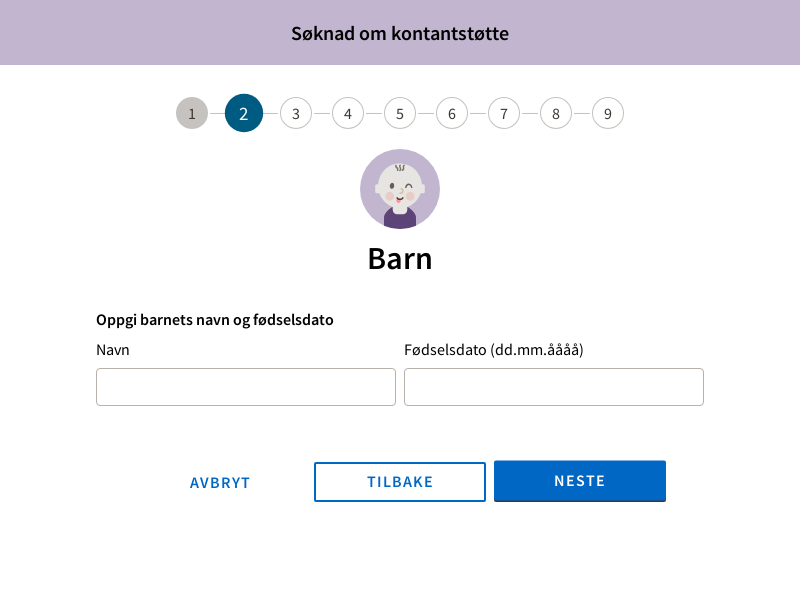 Søknad om kontantstøtte
1 2 3 4 5 6 7 8 9
Barn
Oppgi barnets navn og fødselsdato
Navn Fødselsdato (dd.mm.åååå)
AVBRYT TILBAKE NESTE